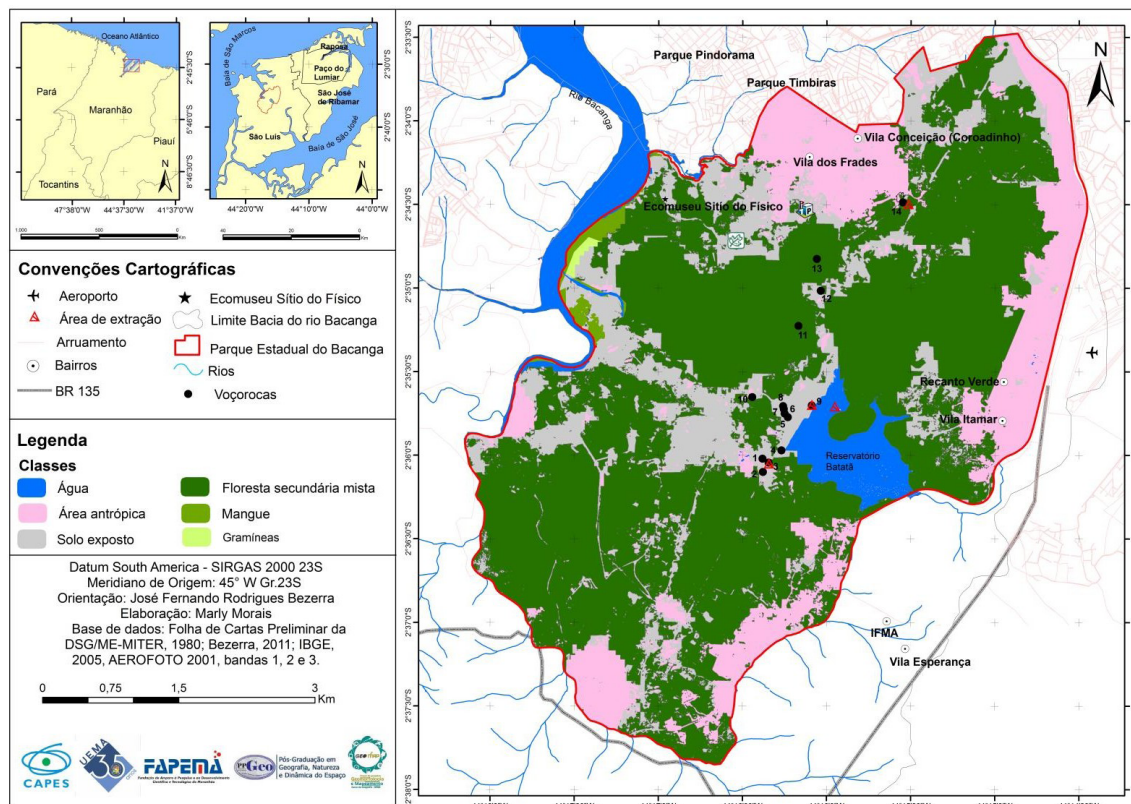 Oceano Atlântico
Pará
Maranhão
Piauí
Tocantins
N
2°45'30"S
5°46'0"S
8°46'30"S
47°38'0"W
44°37'30"W
41°37'0"W
1.000
500
0
Km
Baía de São Marcos
Raposa
Paço do
Lumiar
São José
de Ribamar
São Luís
Baía de São José
N
2°30'0"S
2°40'0"S
44°20'0"W
44°10'0"W
44°0'0"W
40
20
0
Km
Convenções Cartográficas
Aeroporto
Área de extração
Arruamento
Bairros
BR 135
Ecomuseu Sítio do Físico
Limite Bacia do rio Bacanga
Parque Estadual do Bacanga
Rios
Voçorocas
Legenda
Classes
Água
Área antrópica
Solo exposto
Floresta secundária mista
Mangue
Gramíneas
Datum South America - SIRGAS 2000 23S
Meridiano de Origem: 45° W Gr.23S
Orientação: José Fernando Rodrigues Bezerra
Elaboração: Marly Morais
Base de dados: Folha de Cartas Preliminar da
DSG/ME-MITER, 1980; Bezerra, 2011; IBGE,
2005, AEROFOTO 2001, bandas 1, 2 e 3.
0
0,75
1,5
3
Km
CAPES
UEMA
35
FAPEMA
PPGeo
Pós-Graduação em
Geografia, Natureza
e Dinâmica do Espaço
2°33'30"S
2°34'0"S
2°34'30"S
2°35'0"S
2°36'0"S
2°36'30"S
2°37'0"S
2°38'0"S
N
Parque Pindorama
Parque Timbiras
Rio Bacanga
Vila Conceição (Coroadinho)
Vila dos Frades
Ecomuseu Sítio do Físico
14
13
12
11
10
8
7
6
5
9
1
3
Recanto Verde
Vila Itamar
Reservatório
Batatã
IFMA
Vila Esperança